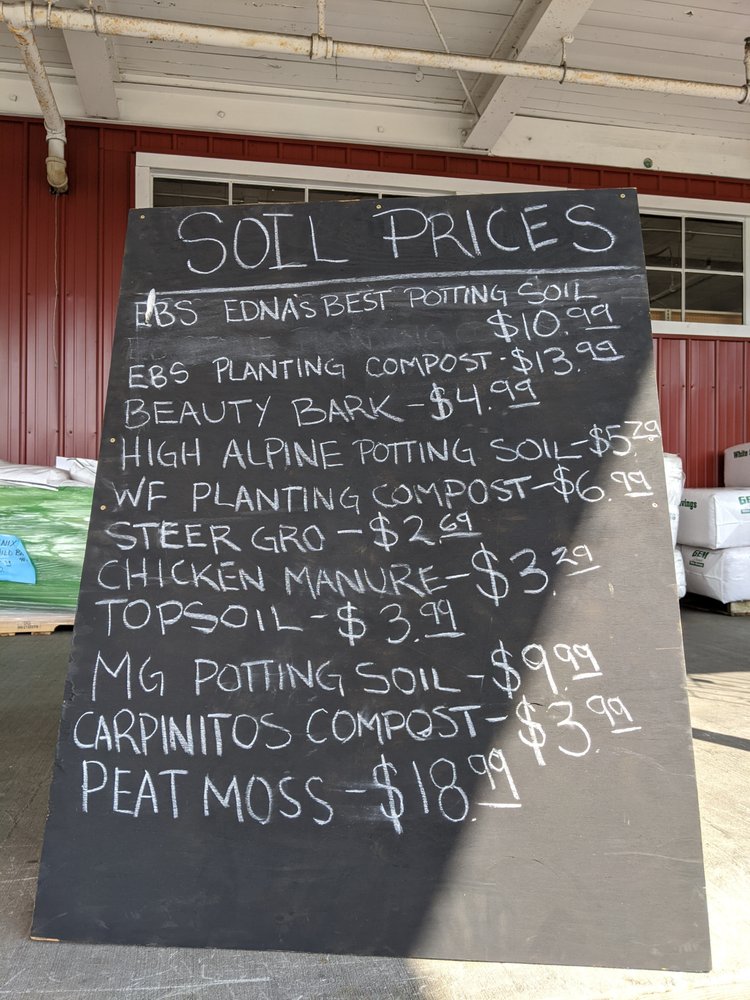 SOIL PRICES
EBS EDNA'S BEST POTTING SOIL
$10.99
EBS PLANTING COMPOST - $13.99
BEAUTY BARK - $4.99
HIGH ALPINE POTTING SOIL - $5.29
WF PLANTING COMPOST - $6.99
STEER GRO - $2.69
CHICKEN MANURE - $3.29
TOPSOIL - $3.99
MG POTTING SOIL - $9.99
CARPINITOS COMPOST - $3.99
PEAT MOSS - $18.99
White
GEM